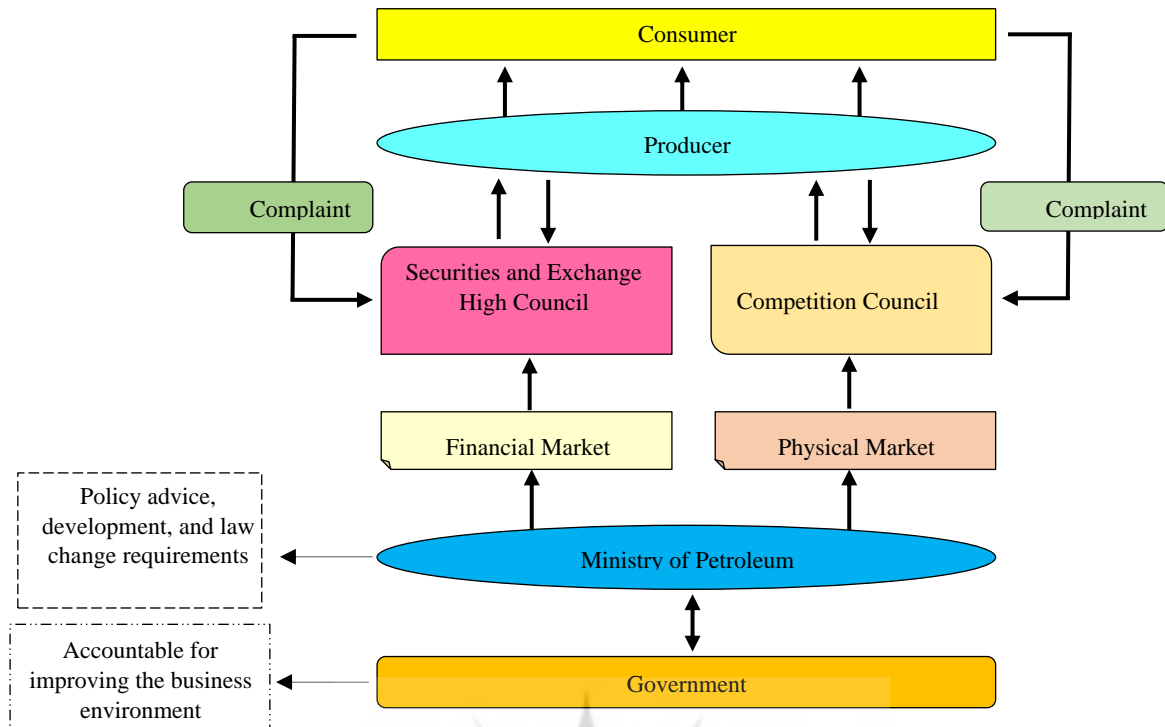 Consumer
Producer
Complaint
Complaint
Securities and Exchange
High Council
Competition Council
Financial Market
Physical Market
Policy advice,
development, and law
change requirements
Ministry of Petroleum
Accountable for
improving the business
environment
Government